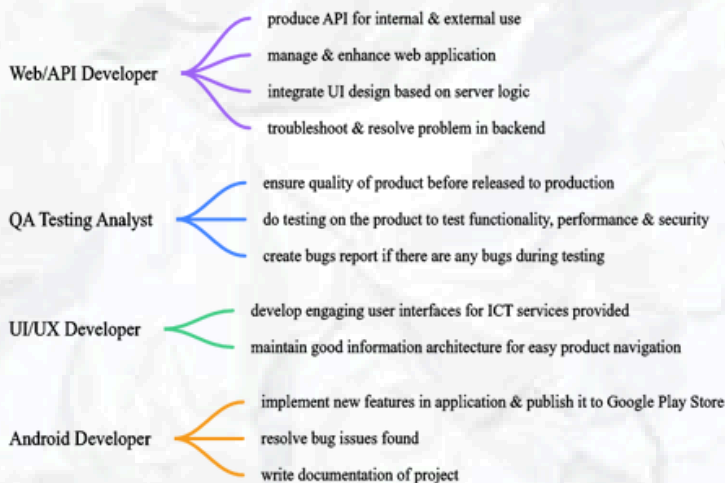 Web/API Developer
produce API for internal & external use
manage & enhance web application
integrate UI design based on server logic
troubleshoot & resolve problem in backend
QA Testing Analyst
ensure quality of product before released to production
do testing on the product to test functionality, performance & security
create bugs report if there are any bugs during testing
UI/UX Developer
develop engaging user interfaces for ICT services provided
maintain good information architecture for easy product navigation
Android Developer
implement new features in application & publish it to Google Play Store
resolve bug issues found
write documentation of project